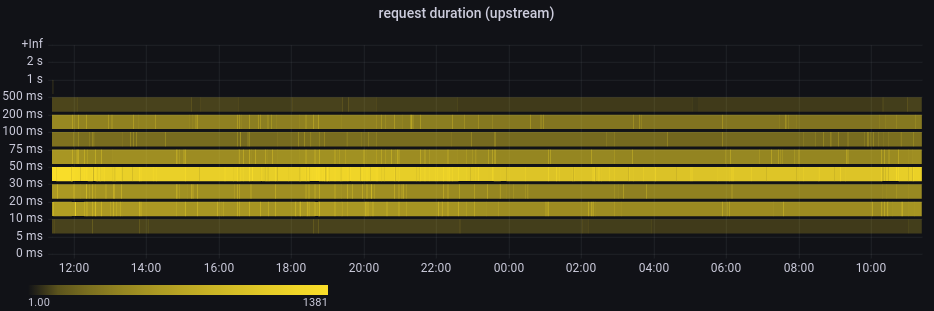 request duration (upstream)
+Inf
2 s
1 s
500 ms
200 ms
100 ms
75 ms
50 ms
30 ms
20 ms
10 ms
5 ms
0 ms
12:00 14:00 16:00 18:00 20:00 22:00 00:00 02:00 04:00 06:00 08:00 10:00
1.00 1381